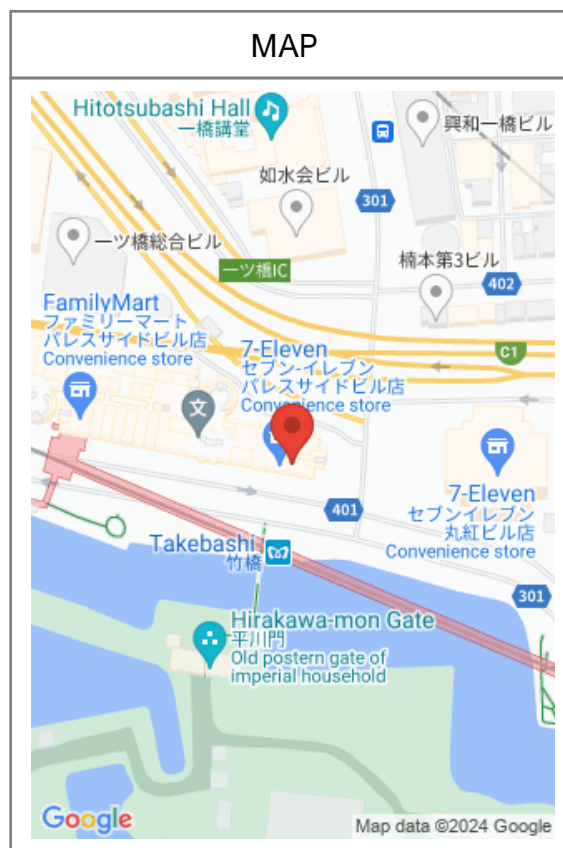 MAP
Hitotsubashi Hall
一橋講堂
興和一橋ビル
如水会ビル
301
一ツ橋総合ビル
一ツ橋IC
楠本第3ビル
402
FamilyMart
ファミリーマート
パレスサイドビル店
Convenience store
C1
7-Eleven
セブン-イレブン
パレスサイドビル店
Convenience store
文
7-Eleven
セブンイレブン
丸紅ビル店
Convenience store
401
Takebashi
竹橋
301
Hirakawa-mon Gate
平川門
Old postern gate of
imperial household
Google
Map data ©2024 Google